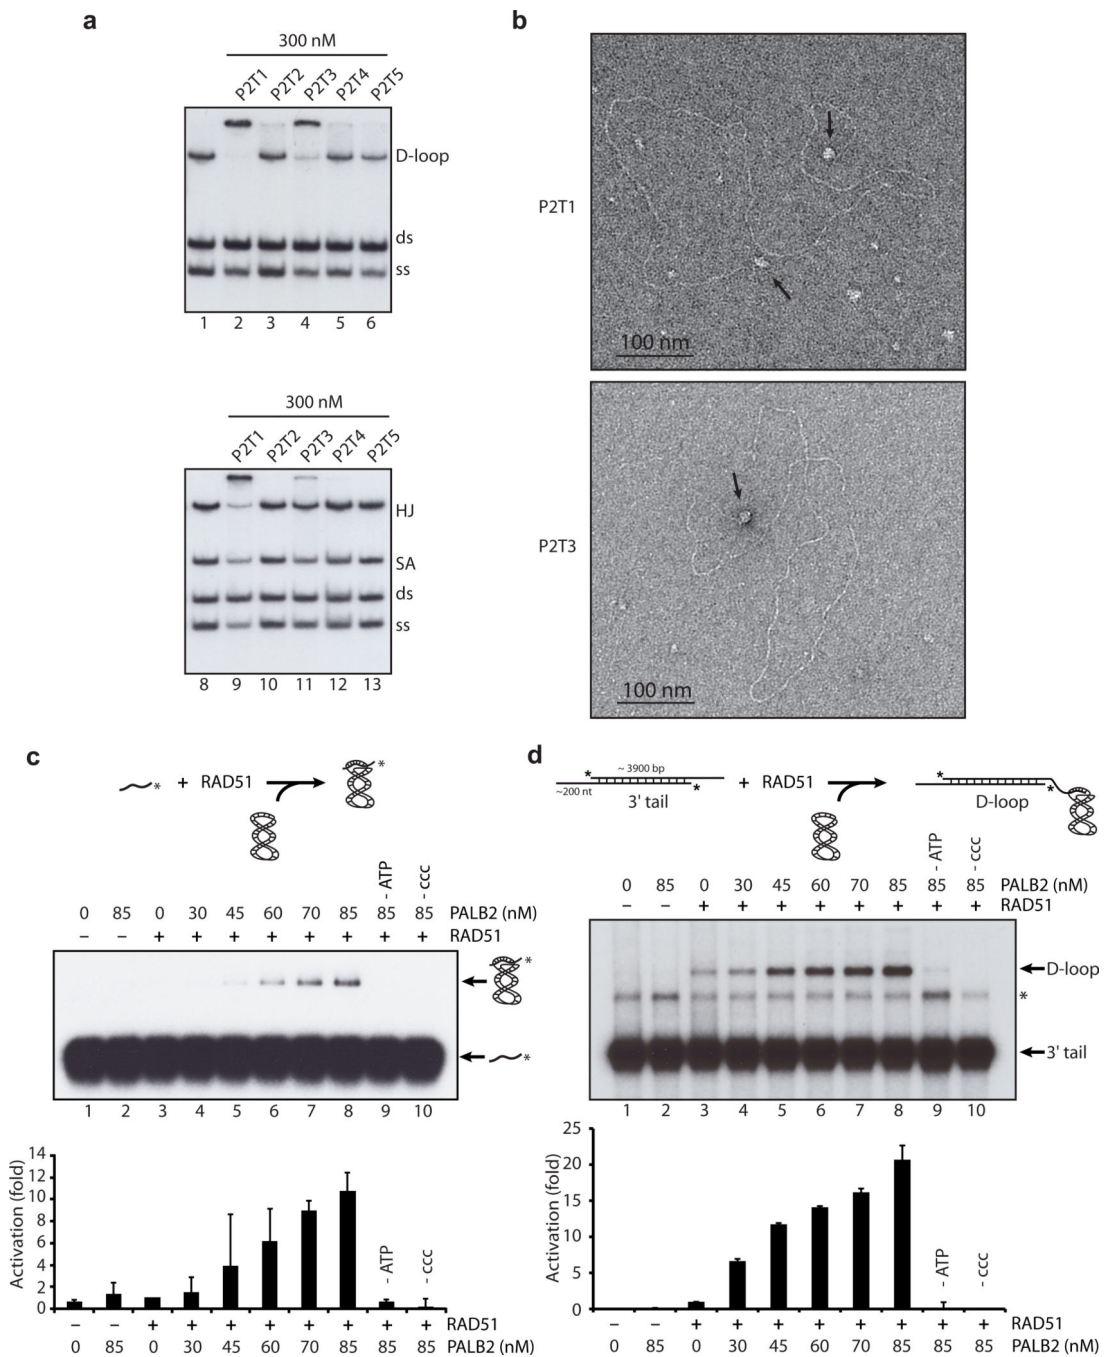 a
300 nM
P2T1 P2T2 P2T3 P2T4 P2T5
D-loop
ds
ss
1 2 3 4 5 6
300 nM
P2T1 P2T2 P2T3 P2T4 P2T5
HJ
SA
ds
ss
8 9 10 11 12 13
b
P2T1
100 nm
P2T3
100 nm
c
* + RAD51 *
- ATP - ccc
0 85 0 30 45 60 70 85 85 85 PALB2 (nM)
– – + + + + + + + + RAD51
*
*
1 2 3 4 5 6 7 8 9 10
14
12
10
8
6
4
2
0
Activation (fold)
- ATP
- ccc
– – + + + + + + + + RAD51
0 85 0 30 45 60 70 85 85 85 PALB2 (nM)
d
* ~ 3900 bp
~200 nt 3' tail * + RAD51 * D-loop *
- ATP - ccc
0 85 0 30 45 60 70 85 85 85 PALB2 (nM)
– – + + + + + + + + RAD51
D-loop
*
3' tail
1 2 3 4 5 6 7 8 9 10
25
20
15
10
5
0
Activation (fold)
- ATP
- ccc
– – + + + + + + + + RAD51
0 85 0 30 45 60 70 85 85 85 PALB2 (nM)